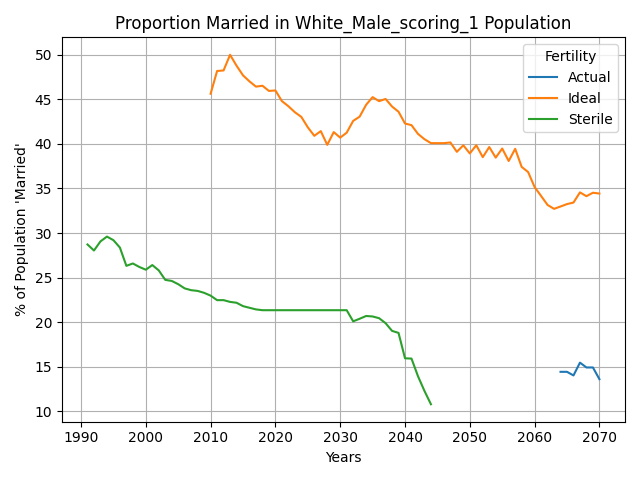 Proportion Married in White_Male_scoring_1 Population
Fertility
Actual
Ideal
Sterile
% of Population 'Married'
50
45
40
35
30
25
20
15
10
1990 2000 2010 2020 2030 2040 2050 2060 2070
Years